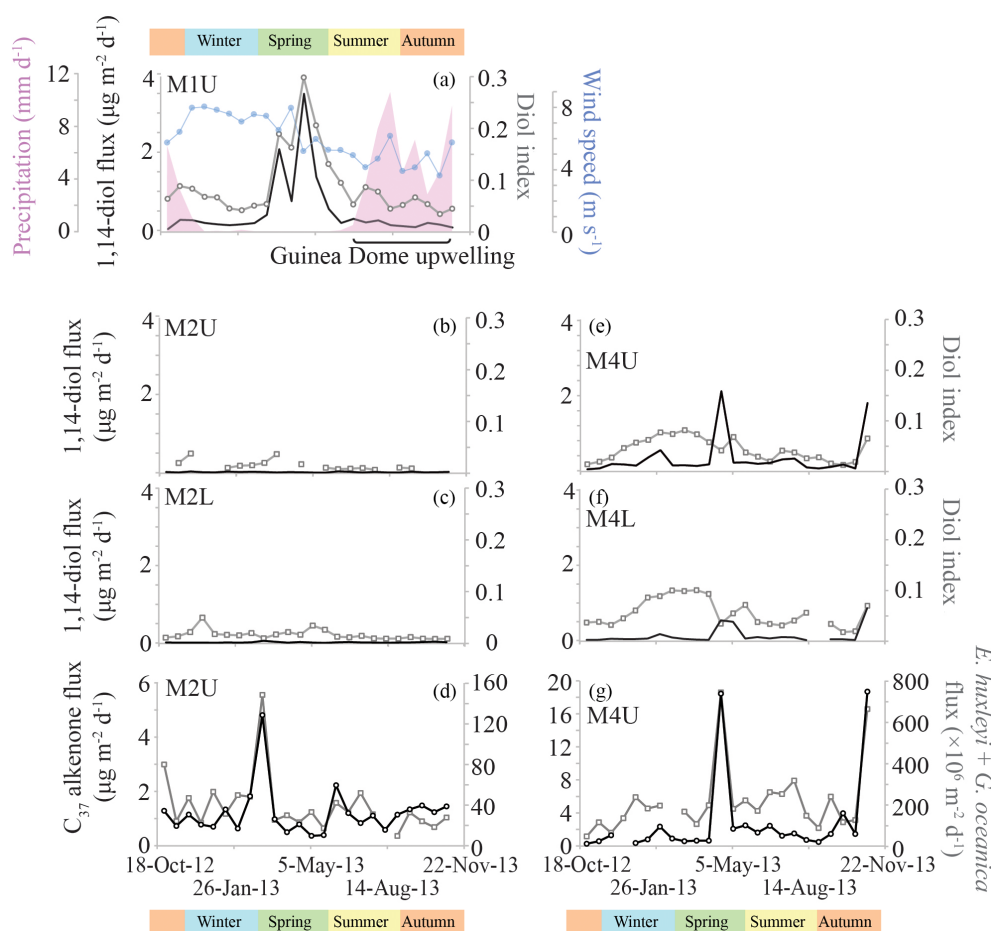 Winter Spring Summer Autumn
Precipitation (mm d-1)
12
8
4
0
1,14-diol flux (µg m-2 d-1)
4
2
0
M1U
(a)
0.3
0.2
0.1
0
Diol index
8
4
0
Wind speed (m s-1)
Guinea Dome upwelling
1,14-diol flux
(µg m-2 d-1)
4
2
0
M2U
(b)
0.3
0.2
0.1
0
4
2
0
(e)
M4U
0.3
0.2
0.1
0
Diol index
1,14-diol flux
(µg m-2 d-1)
4
2
0
M2L
(c)
0.3
0.2
0.1
0
4
2
0
(f)
M4L
0.3
0.2
0.1
0
Diol index
C37 alkenone flux
(µg m-2 d-1)
6
4
2
0
M2U
(d)
160
120
80
40
0
20
16
12
8
4
0
(g)
M4U
800
600
400
200
0
E. huxleyi + G. oceanica
flux (×10⁶ m-2 d-1)
18-Oct-12 5-May-13 22-Nov-13
26-Jan-13 14-Aug-13
5-May-13 22-Nov-13
26-Jan-13 14-Aug-13
Winter Spring Summer Autumn
Winter Spring Summer Autumn